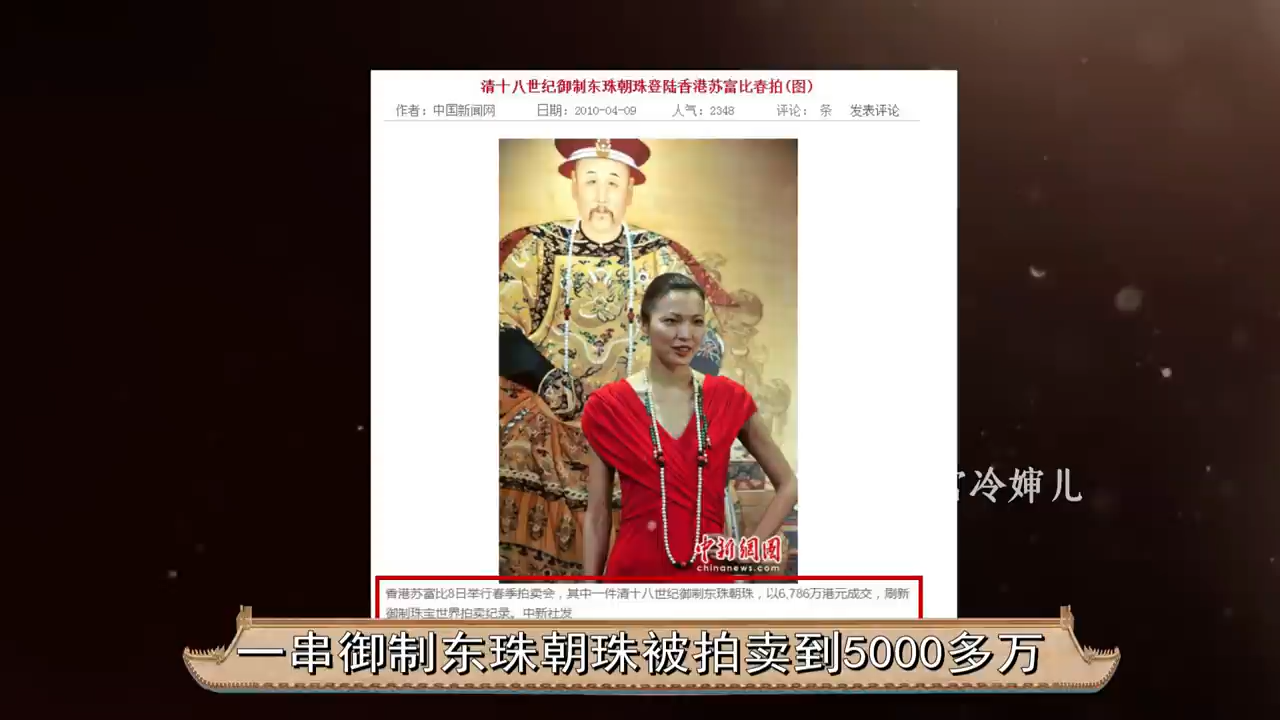 清十八世纪御制东珠朝珠登陆香港苏富比春拍(图)
作者：中国新闻网 日期：2010-04-09 人气：2348 评论： 条 发表评论
冷婶儿
中新網圖
chinanews.com
香港苏富比8日举行春季拍卖会，其中一件清十八世纪御制东珠朝珠，以6,786万港元成交，刷新
御制珠宝世界拍卖纪录。中新社发
一串御制东珠朝珠被拍卖到5000多万